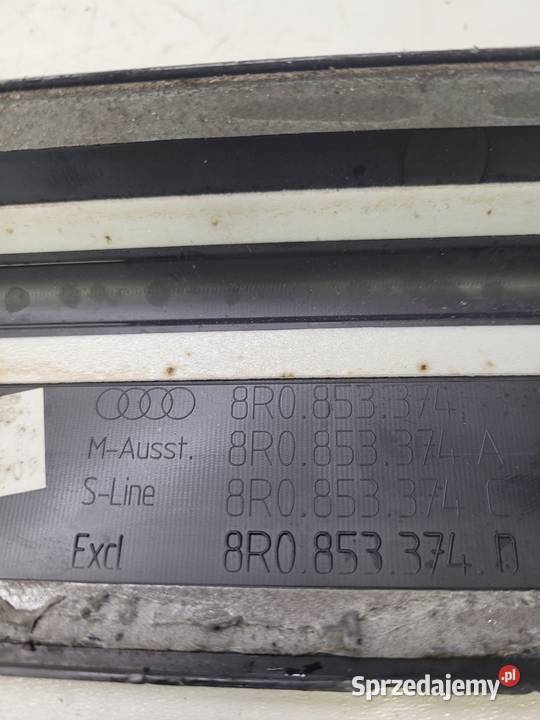 8R0.853.374
M-Ausst. 8R0.853.374.A
S-Line 8R0.853.374.C
Excl 8R0.853.374.D
Sprzedajemy.pl